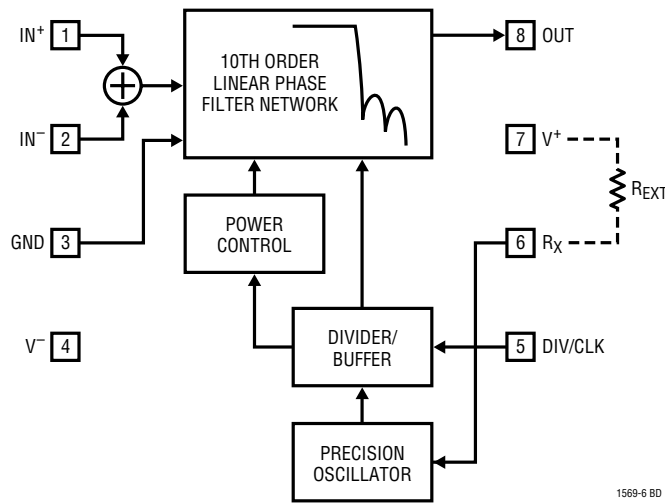 IN+ 1
10TH ORDER
LINEAR PHASE
FILTER NETWORK
8 OUT
IN− 2
7 V+
REXT
GND 3
POWER
CONTROL
6 RX
V− 4
DIVIDER/
BUFFER
5 DIV/CLK
PRECISION
OSCILLATOR
1569-6 BD